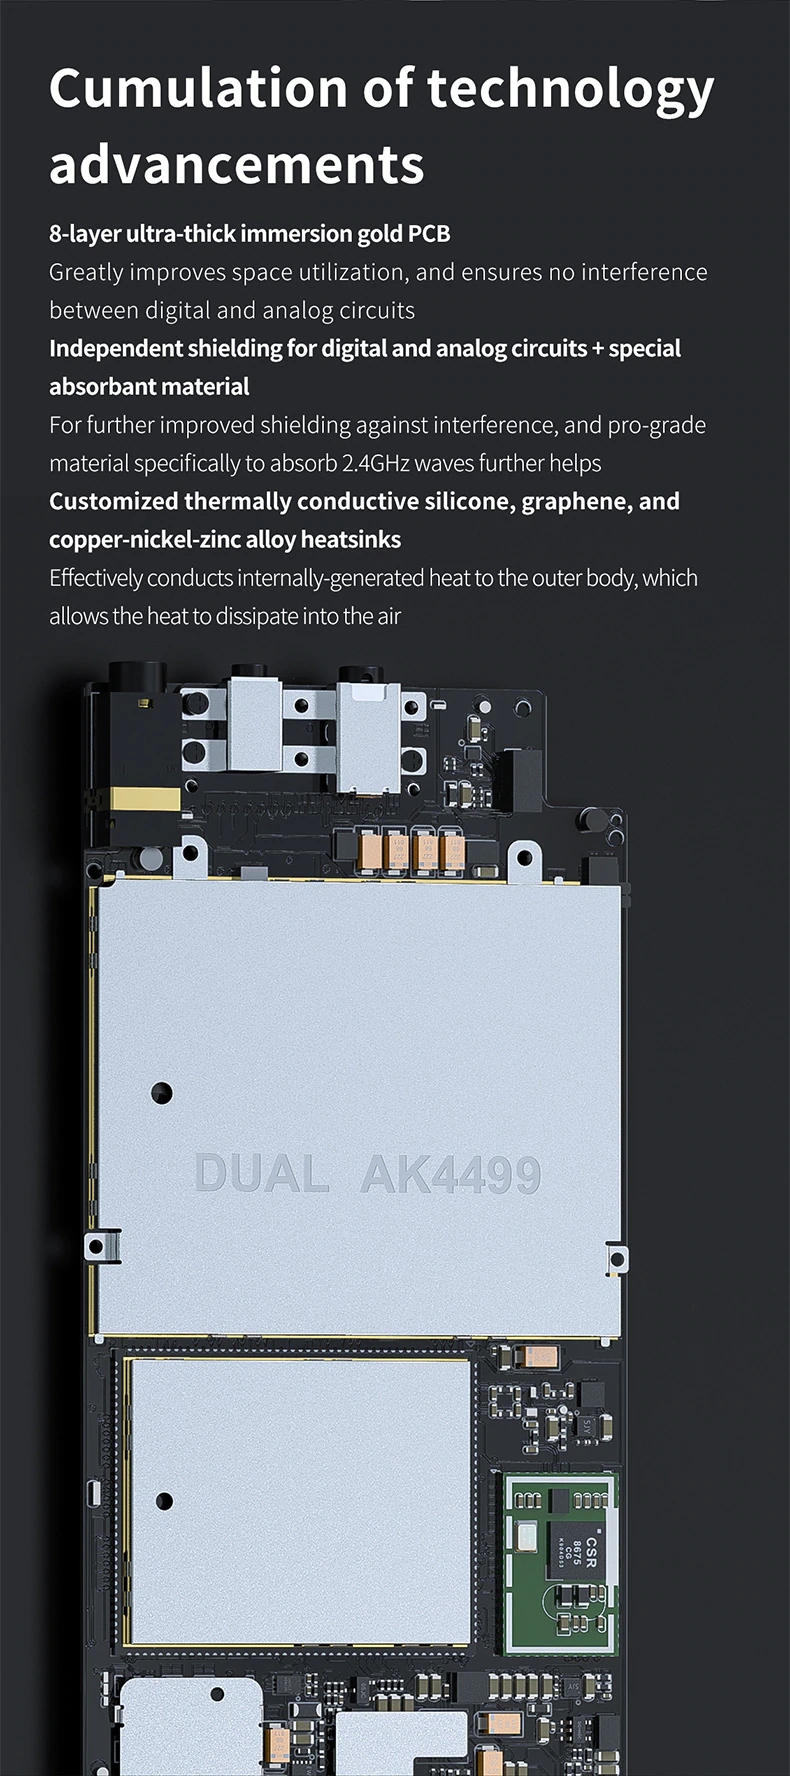 Cumulation of technology
advancements
8-layer ultra-thick immersion gold PCB
Greatly improves space utilization, and ensures no interference
between digital and analog circuits
Independent shielding for digital and analog circuits + special
absorbant material
For further improved shielding against interference, and pro-grade
material specifically to absorb 2.4GHz waves further helps
Customized thermally conductive silicone, graphene, and
copper-nickel-zinc alloy heatsinks
Effectively conducts internally-generated heat to the outer body, which
allows the heat to dissipate into the air
DUAL AK4499
CSR
8675
CG